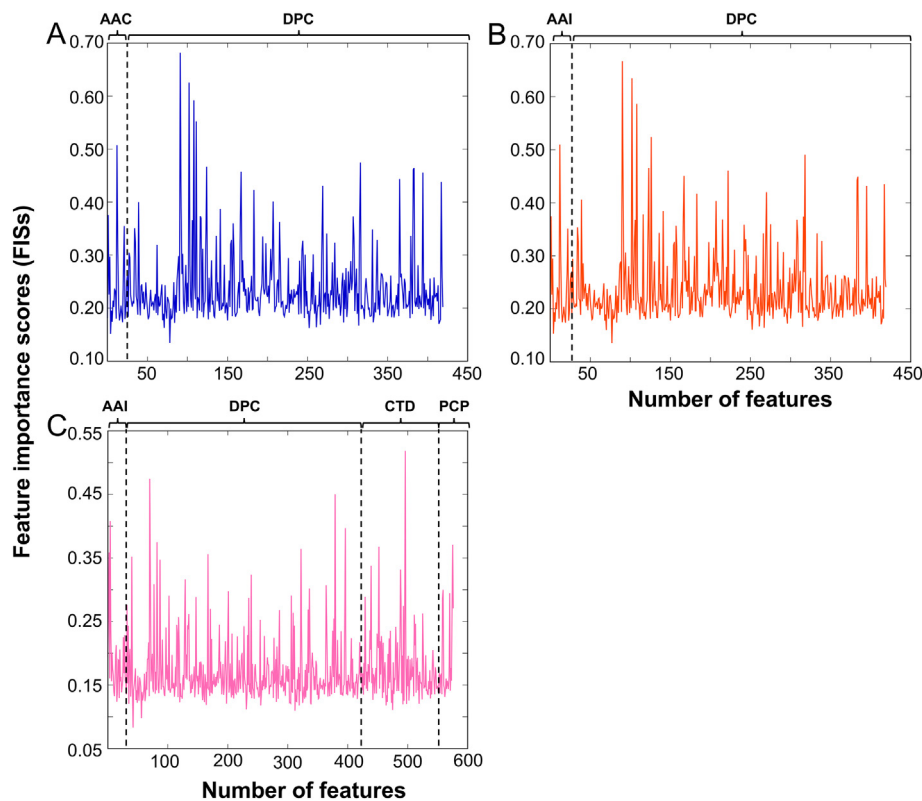 AAC DPC
A
0.70
0.60
0.50
0.40
0.30
0.20
0.10
50 150 250 350 450
AAI DPC
B
0.70
0.60
0.50
0.40
0.30
0.20
0.10
50 150 250 350 450
Number of features
AAI DPC CTD PCP
C
0.55
0.45
0.35
0.25
0.15
0.05
100 200 300 400 500 600
Number of features
Feature importance scores (FISs)